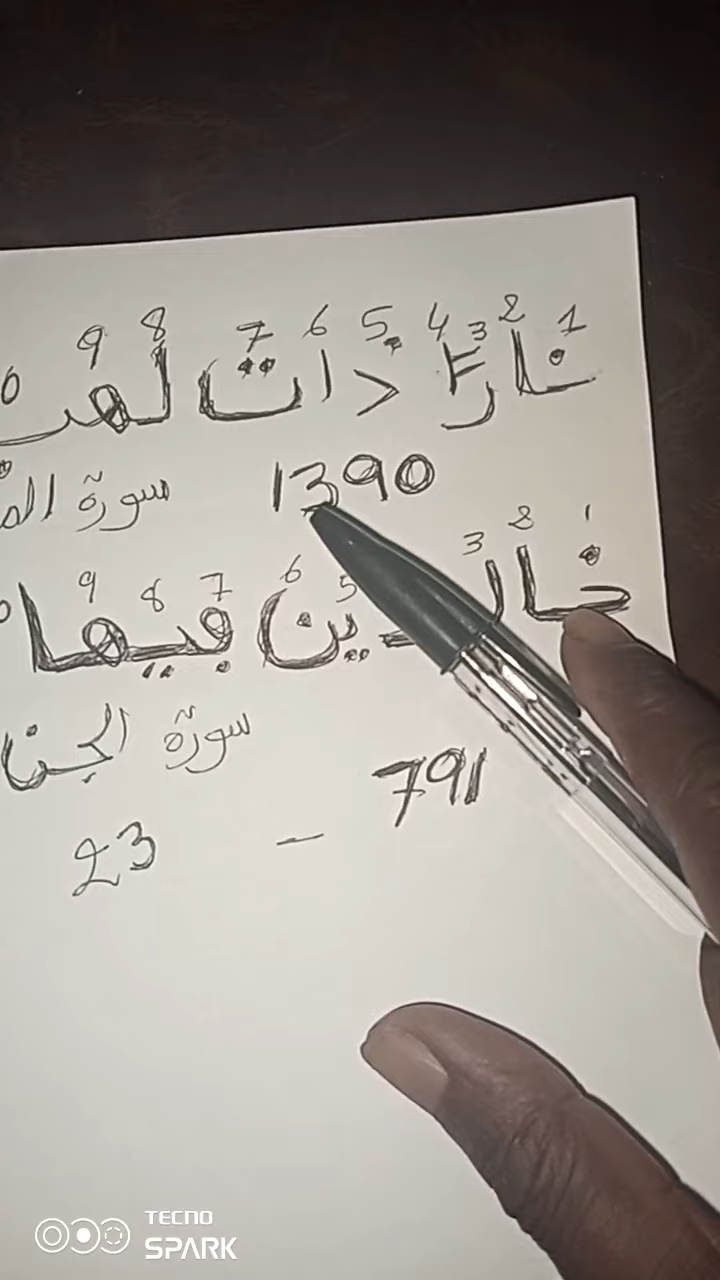 1 2 3 4 5 6 7 8 9 0
ناراً ذات لهب
1390
سورة
1 2 3 5 6 7 8 9
خالدين فيها
سورة الجن
791 - 23
TECNO
SPARK